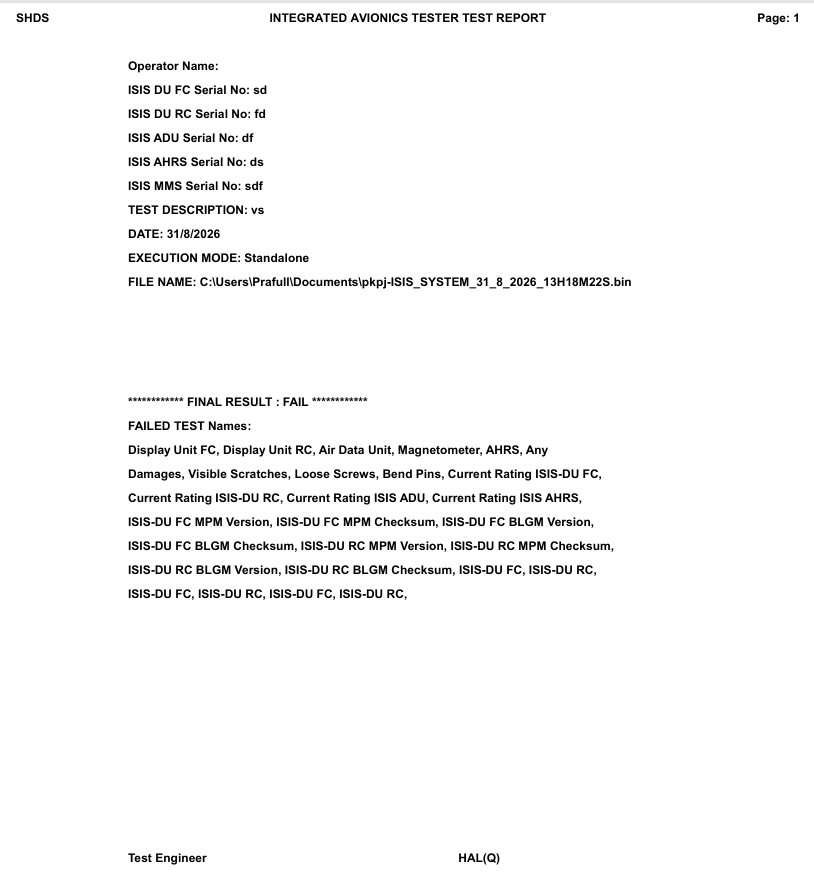 SHDS INTEGRATED AVIONICS TESTER TEST REPORT Page: 1
Operator Name:
ISIS DU FC Serial No: sd
ISIS DU RC Serial No: fd
ISIS ADU Serial No: df
ISIS AHRS Serial No: ds
ISIS MMS Serial No: sdf
TEST DESCRIPTION: vs
DATE: 31/8/2026
EXECUTION MODE: Standalone
FILE NAME: C:\Users\Prafull\Documents\pkpj-ISIS_SYSTEM_31_8_2026_13H18M22S.bin
************ FINAL RESULT : FAIL ************
FAILED TEST Names:
Display Unit FC, Display Unit RC, Air Data Unit, Magnetometer, AHRS, Any
Damages, Visible Scratches, Loose Screws, Bend Pins, Current Rating ISIS-DU FC,
Current Rating ISIS-DU RC, Current Rating ISIS ADU, Current Rating ISIS AHRS,
ISIS-DU FC MPM Version, ISIS-DU FC MPM Checksum, ISIS-DU FC BLGM Version,
ISIS-DU FC BLGM Checksum, ISIS-DU RC MPM Version, ISIS-DU RC MPM Checksum,
ISIS-DU RC BLGM Version, ISIS-DU RC BLGM Checksum, ISIS-DU FC, ISIS-DU RC,
ISIS-DU FC, ISIS-DU RC, ISIS-DU FC, ISIS-DU RC,
Test Engineer HAL(Q)